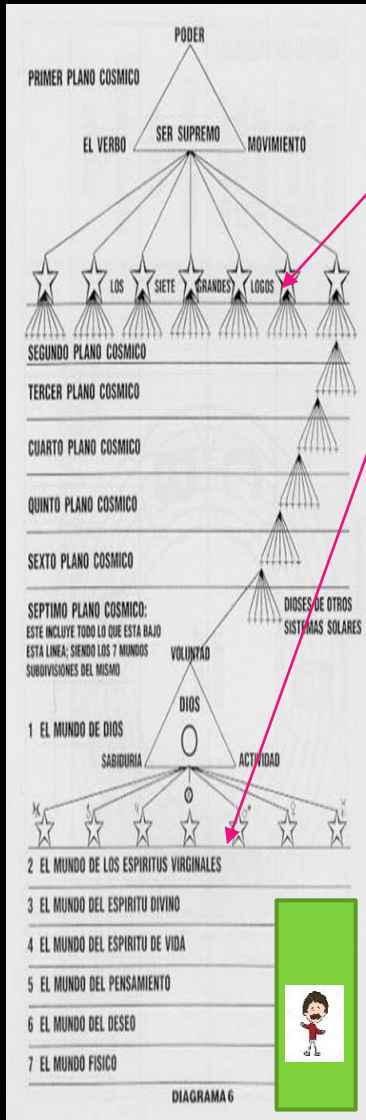 PODER
PRIMER PLANO COSMICO
SER SUPREMO
EL VERBO
MOVIMIENTO
LOS SIETE GRANDES LOGOS
SEGUNDO PLANO COSMICO
TERCER PLANO COSMICO
CUARTO PLANO COSMICO
QUINTO PLANO COSMICO
SEXTO PLANO COSMICO
SEPTIMO PLANO COSMICO:
ESTE INCLUYE TODO LO QUE ESTA BAJO
ESTA LINEA; SIENDO LOS 7 MUNDOS
SUBDIVISIONES DEL MISMO
DIOSES DE OTROS
SISTEMAS SOLARES
VOLUNTAD
DIOS
1 EL MUNDO DE DIOS
SABIDURIA
ACTIVIDAD
2 EL MUNDO DE LOS ESPIRITUS VIRGINALES
3 EL MUNDO DEL ESPIRITU DIVINO
4 EL MUNDO DEL ESPIRITU DE VIDA
5 EL MUNDO DEL PENSAMIENTO
6 EL MUNDO DEL DESEO
7 EL MUNDO FISICO
DIAGRAMA 6